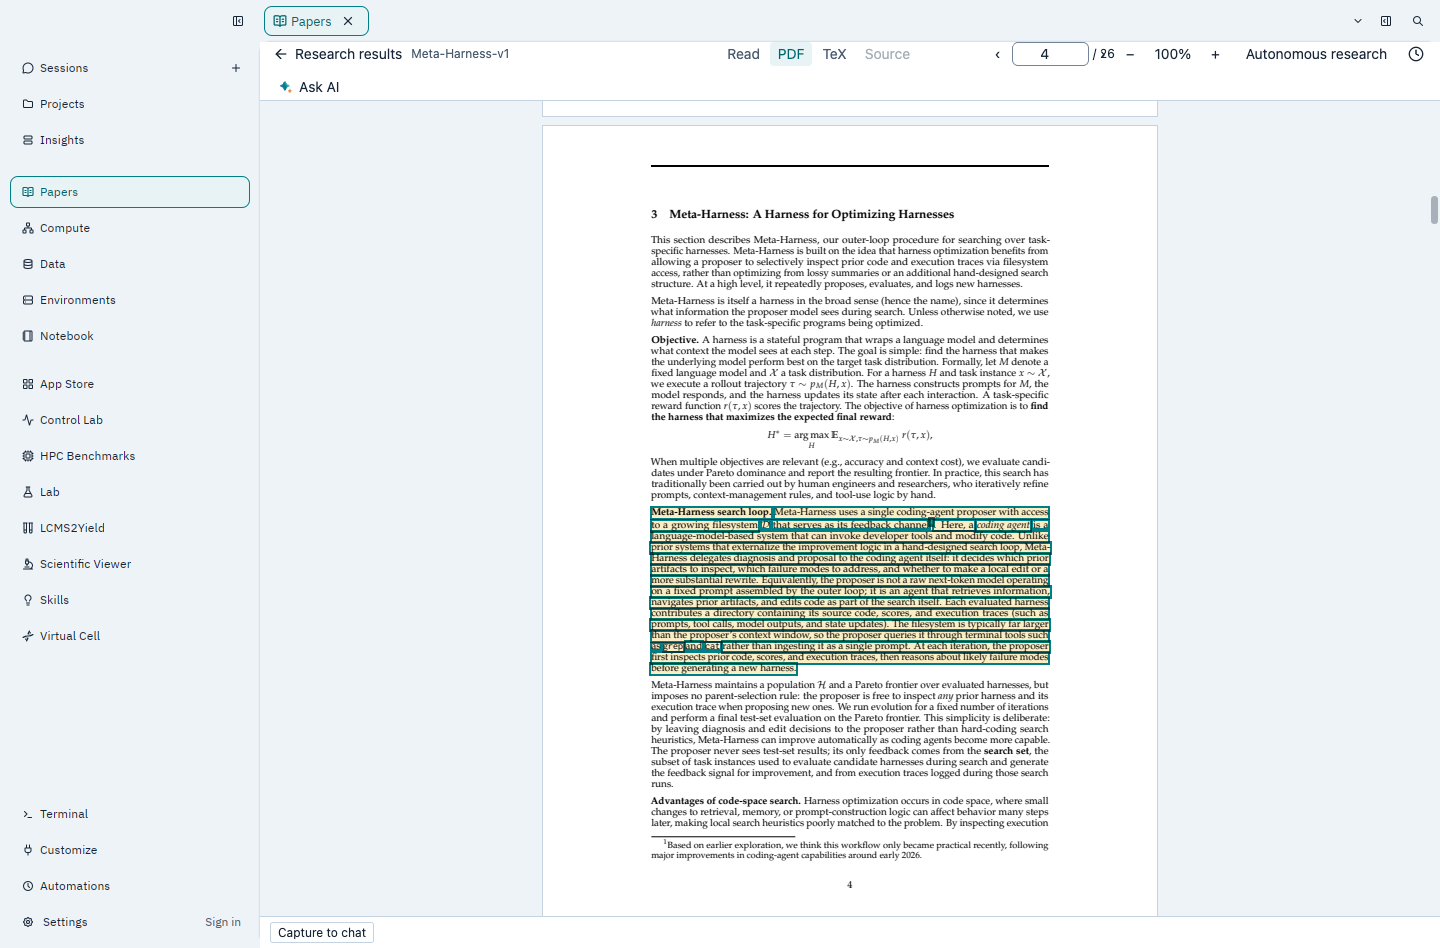 Papers
Sessions
Projects
Insights
Papers
Compute
Data
Environments
Notebook
App Store
Control Lab
HPC Benchmarks
Lab
LCMS2Yield
Scientific Viewer
Skills
Virtual Cell
Terminal
Customize
Automations
Settings
Sign in
Research results
Meta-Harness-v1
Read
PDF
TeX
Source
‹
4
/ 26
−
100%
+
Autonomous research
Ask AI
3 Meta-Harness: A Harness for Optimizing Harnesses
This section describes Meta-Harness, our outer-loop procedure for searching over task-
specific harnesses. Meta-Harness is built on the idea that harness optimization benefits from
allowing a proposer to selectively inspect prior code and execution traces via filesystem
access, rather than optimizing from lossy summaries or an additional hand-designed search
structure. At a high level, it repeatedly proposes, evaluates, and logs new harnesses.
Meta-Harness is itself a harness in the broad sense (hence the name), since it determines
what information the proposer model sees during search. Unless otherwise noted, we use
harness to refer to the task-specific programs being optimized.
Objective. A harness is a stateful program that wraps a language model and determines
what context the model sees at each step. The goal is simple: find the harness that makes
the underlying model perform best on the target task distribution. Formally, let M denote a
fixed language model and 𝒳 a task distribution. For a harness H and task instance x ∼ 𝒳,
we execute a rollout trajectory τ ∼ p_M(H, x). The harness constructs prompts for M, the
model responds, and the harness updates its state after each interaction. A task-specific
reward function r(τ, x) scores the trajectory. The objective of harness optimization is to find
the harness that maximizes the expected final reward:
H* = arg max_H 𝔼_{x∼𝒳,τ∼p_M(H,x)} r(τ, x),
When multiple objectives are relevant (e.g., accuracy and context cost), we evaluate candi-
dates under Pareto dominance and report the resulting frontier. In practice, this search has
traditionally been carried out by human engineers and researchers, who iteratively refine
prompts, context-management rules, and tool-use logic by hand.
Meta-Harness search loop. Meta-Harness uses a single coding-agent proposer with access
to a growing filesystem 𝒟 that serves as its feedback channel.1 Here, a coding agent is a
language-model-based system that can invoke developer tools and modify code. Unlike
prior systems that externalize the improvement logic in a hand-designed search loop, Meta-
Harness delegates diagnosis and proposal to the coding agent itself: it decides which prior
artifacts to inspect, which failure modes to address, and whether to make a local edit or a
more substantial rewrite. Equivalently, the proposer is not a raw next-token model operating
on a fixed prompt assembled by the outer loop; it is an agent that retrieves information,
navigates prior artifacts, and edits code as part of the search itself. Each evaluated harness
contributes a directory containing its source code, scores, and execution traces (such as
prompts, tool calls, model outputs, and state updates). The filesystem is typically far larger
than the proposer's context window, so the proposer queries it through terminal tools such
as grep and cat rather than ingesting it as a single prompt. At each iteration, the proposer
first inspects prior code, scores, and execution traces, then reasons about likely failure modes
before generating a new harness.
Meta-Harness maintains a population ℋ and a Pareto frontier over evaluated harnesses, but
imposes no parent-selection rule: the proposer is free to inspect any prior harness and its
execution trace when proposing new ones. We run evolution for a fixed number of iterations
and perform a final test-set evaluation on the Pareto frontier. This simplicity is deliberate:
by leaving diagnosis and edit decisions to the proposer rather than hard-coding search
heuristics, Meta-Harness can improve automatically as coding agents become more capable.
The proposer never sees test-set results; its only feedback comes from the search set, the
subset of task instances used to evaluate candidate harnesses during search and generate
the feedback signal for improvement, and from execution traces logged during those search
runs.
Advantages of code-space search. Harness optimization occurs in code space, where small
changes to retrieval, memory, or prompt-construction logic can affect behavior many steps
later, making local search heuristics poorly matched to the problem. By inspecting execution
1Based on earlier exploration, we think this workflow only became practical recently, following
major improvements in coding-agent capabilities around early 2026.
4
Capture to chat